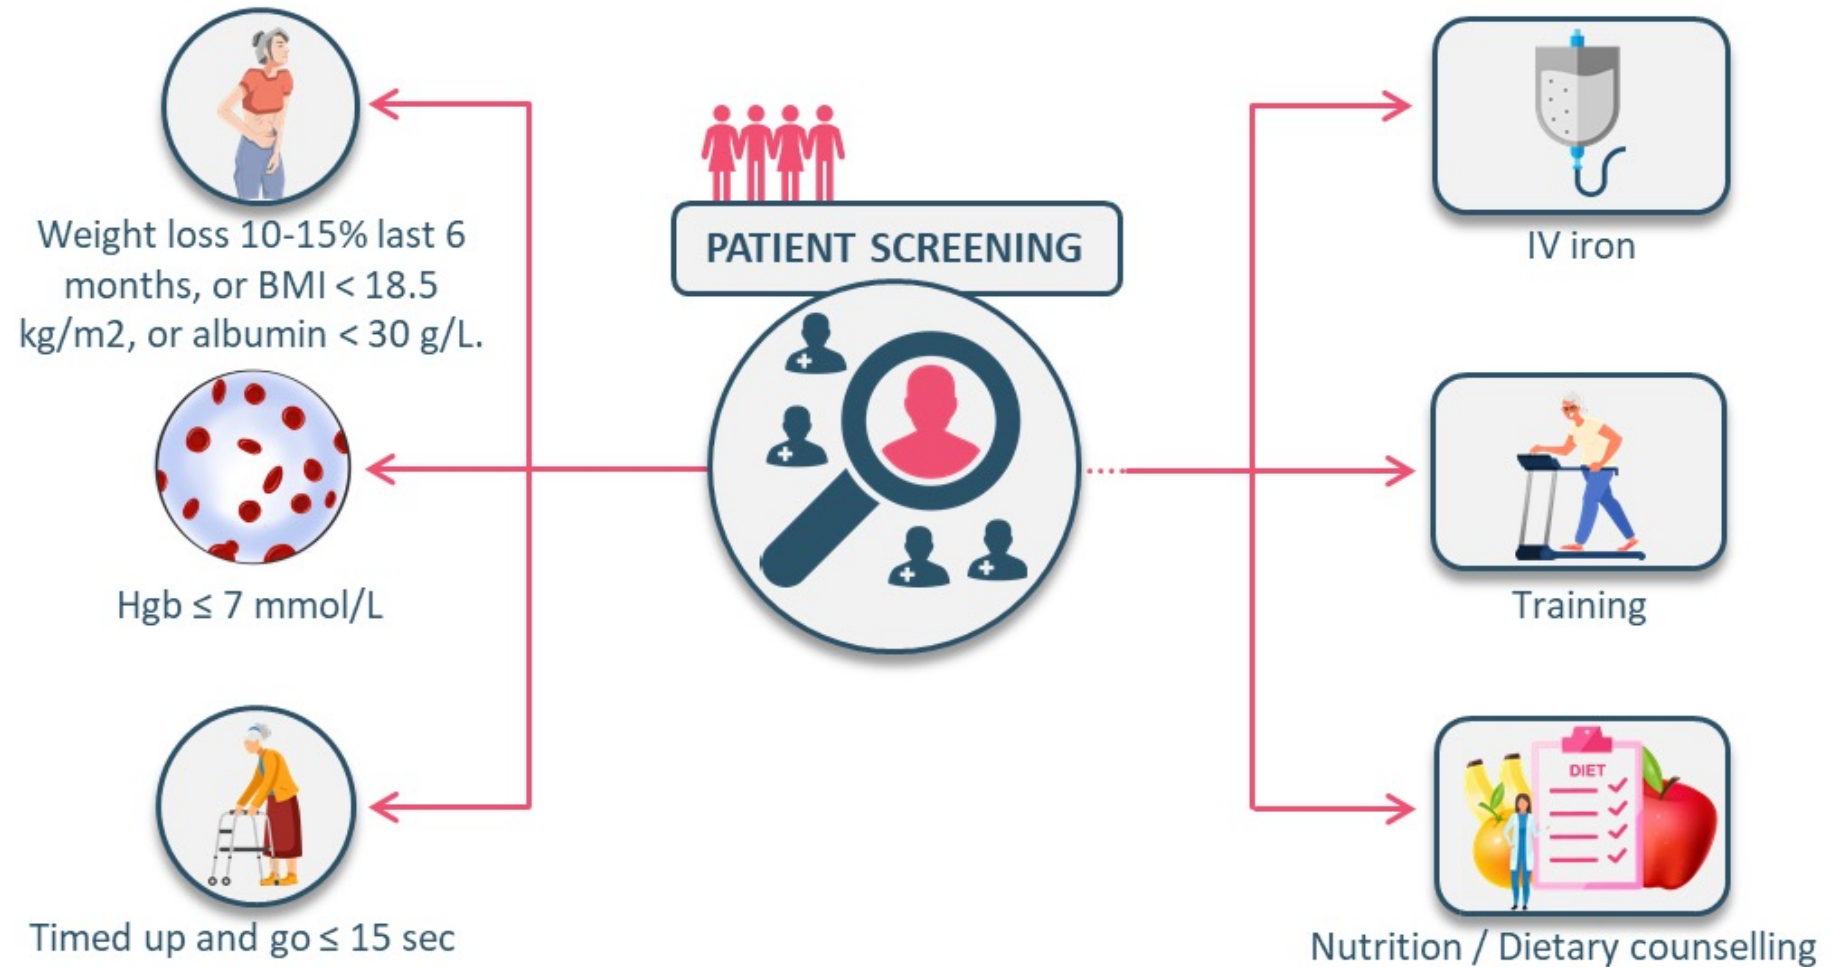 PATIENT SCREENING
Weight loss 10-15% last 6
months, or BMI < 18.5
kg/m2, or albumin < 30 g/L.
Hgb ≤ 7 mmol/L
Timed up and go ≤ 15 sec
IV iron
Training
DIET
Nutrition / Dietary counselling